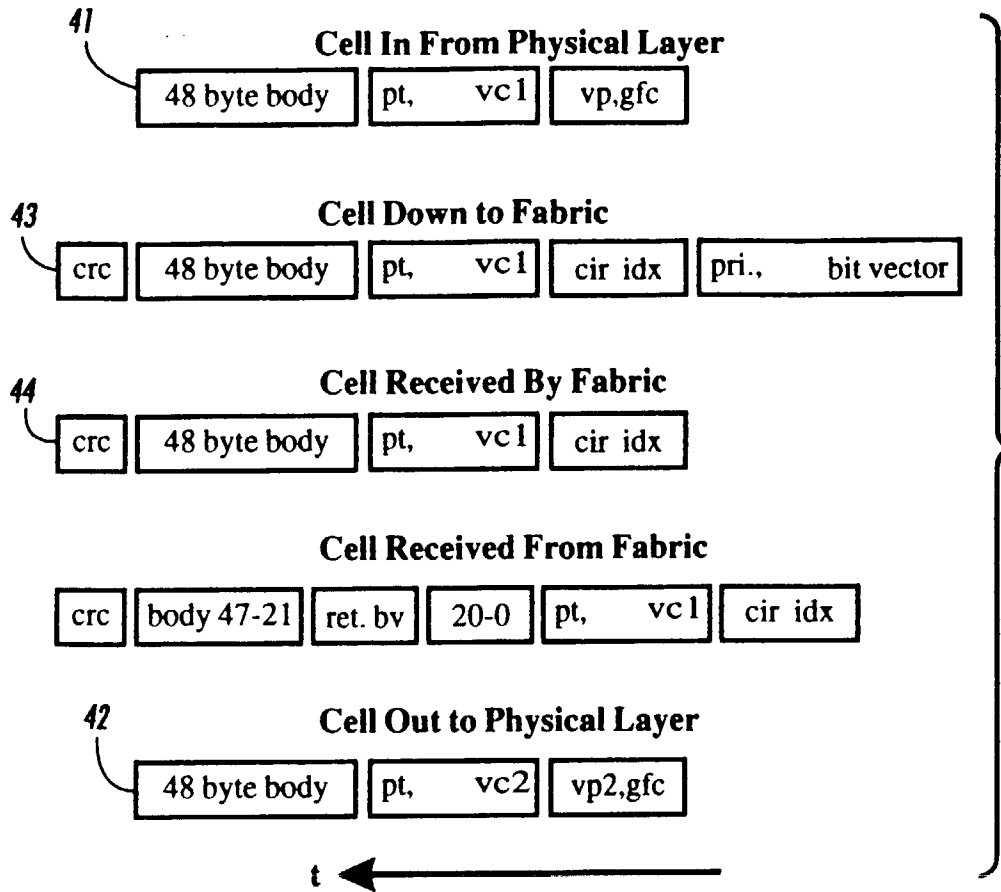 41
Cell In From Physical Layer
48 byte body pt, vc1 vp,gfc
43
Cell Down to Fabric
crc 48 byte body pt, vc1 cir idx pri., bit vector
44
Cell Received By Fabric
crc 48 byte body pt, vc1 cir idx
Cell Received From Fabric
crc body 47-21 ret. bv 20-0 pt, vc1 cir idx
42
Cell Out to Physical Layer
48 byte body pt, vc2 vp2,gfc
t